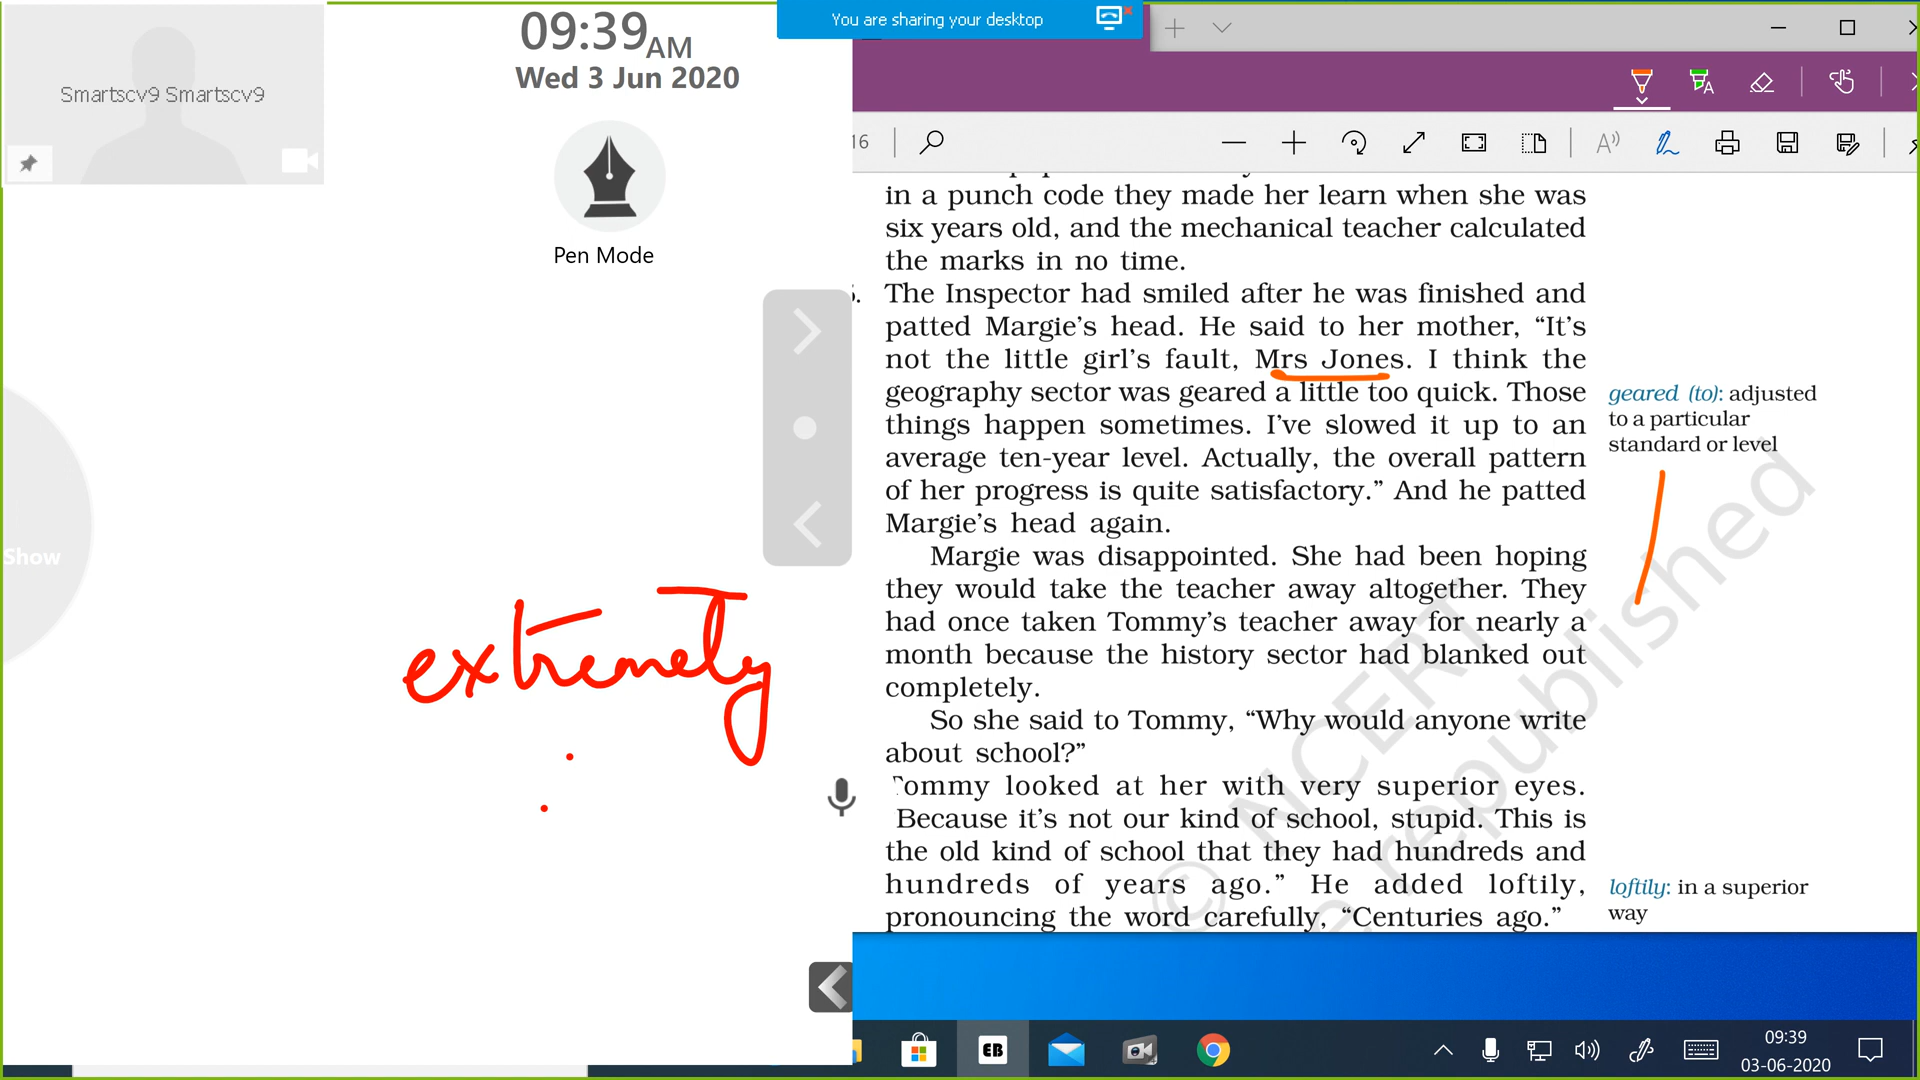 Smartscv9 Smartscv9
09:39 AM
Wed 3 Jun 2020
Pen Mode
Show
extremely
You are sharing your desktop
16
in a punch code they made her learn when she was
six years old, and the mechanical teacher calculated
the marks in no time.
The Inspector had smiled after he was finished and
patted Margie's head. He said to her mother, “It's
not the little girl's fault, Mrs Jones. I think the
geography sector was geared a little too quick. Those
things happen sometimes. I've slowed it up to an
average ten-year level. Actually, the overall pattern
of her progress is quite satisfactory.” And he patted
Margie's head again.
Margie was disappointed. She had been hoping
they would take the teacher away altogether. They
had once taken Tommy's teacher away for nearly a
month because the history sector had blanked out
completely.
So she said to Tommy, “Why would anyone write
about school?”
Tommy looked at her with very superior eyes.
Because it's not our kind of school, stupid. This is
the old kind of school that they had hundreds and
hundreds of years ago.” He added loftily,
pronouncing the word carefully, “Centuries ago.”
geared (to): adjusted
to a particular
standard or level
loftily: in a superior
way
© NCERT
republished
EB
09:39
03-06-2020